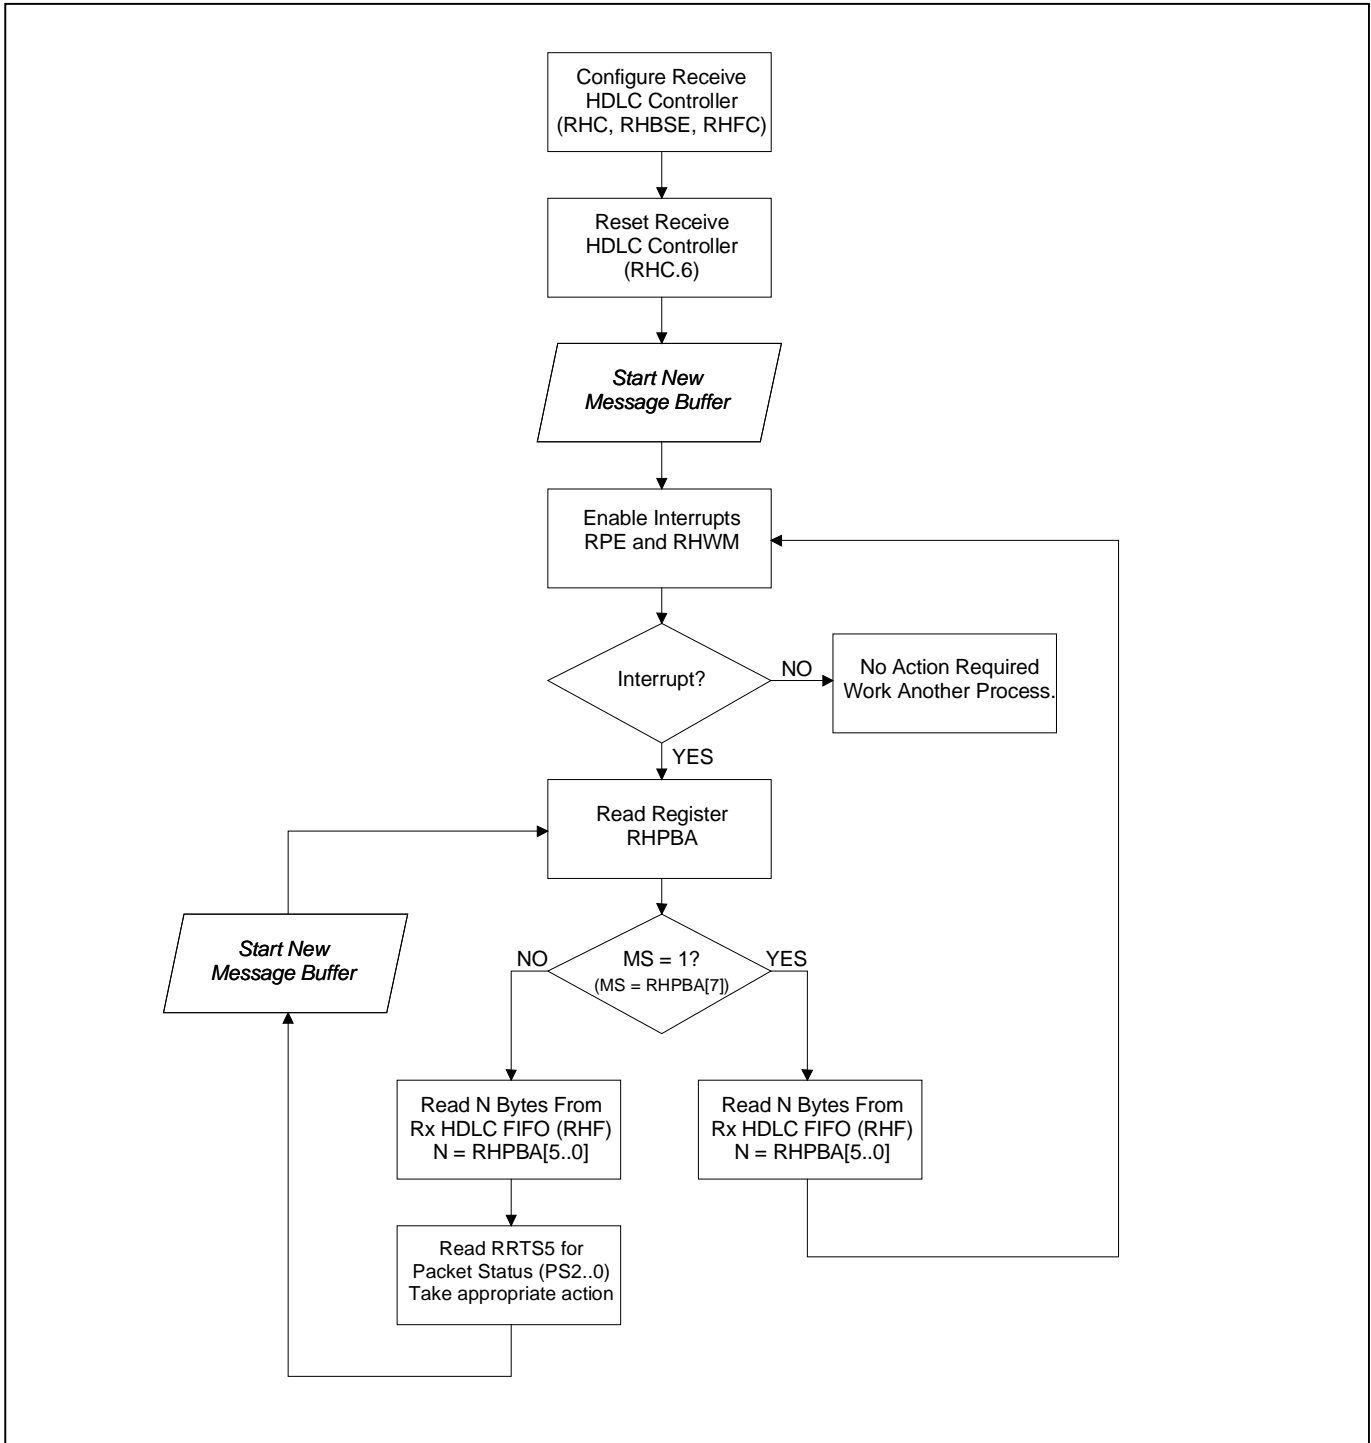 Configure Receive
HDLC Controller
(RHC, RHBSE, RHFC)
Reset Receive
HDLC Controller
(RHC.6)
Start New
Message Buffer
Enable Interrupts
RPE and RHWM
Interrupt?
NO
No Action Required
Work Another Process.
YES
Read Register
RHPBA
Start New
Message Buffer
NO
MS = 1?
(MS = RHPBA[7])
YES
Read N Bytes From
Rx HDLC FIFO (RHF)
N = RHPBA[5..0]
Read N Bytes From
Rx HDLC FIFO (RHF)
N = RHPBA[5..0]
Read RRTS5 for
Packet Status (PS2..0)
Take appropriate action